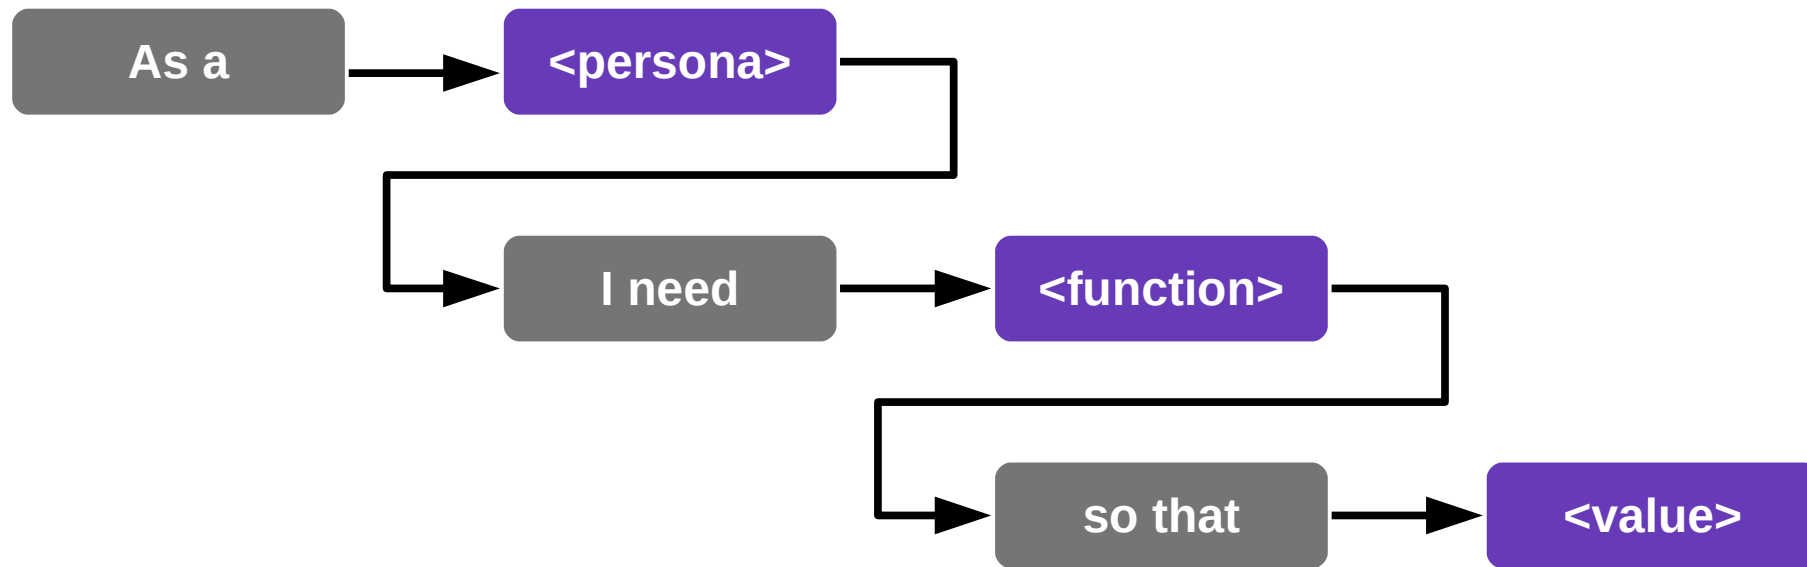 As a <persona>
I need <function>
so that <value>